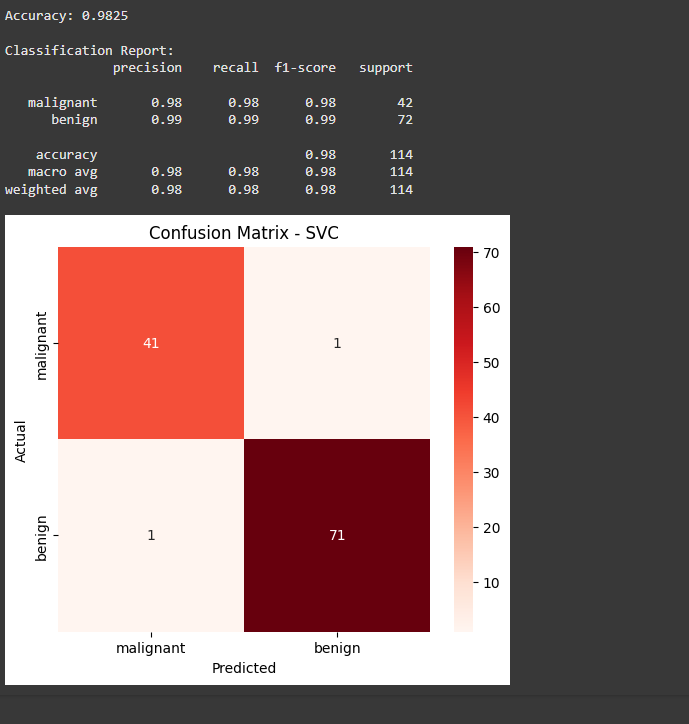 Accuracy: 0.9825
Classification Report:
precision recall f1-score support
malignant 0.98 0.98 0.98 42
benign 0.99 0.99 0.99 72
accuracy 0.98 114
macro avg 0.98 0.98 0.98 114
weighted avg 0.98 0.98 0.98 114
Confusion Matrix - SVC
70
60
50
40
30
20
10
Actual
malignant
benign
41 1
1 71
malignant benign
Predicted